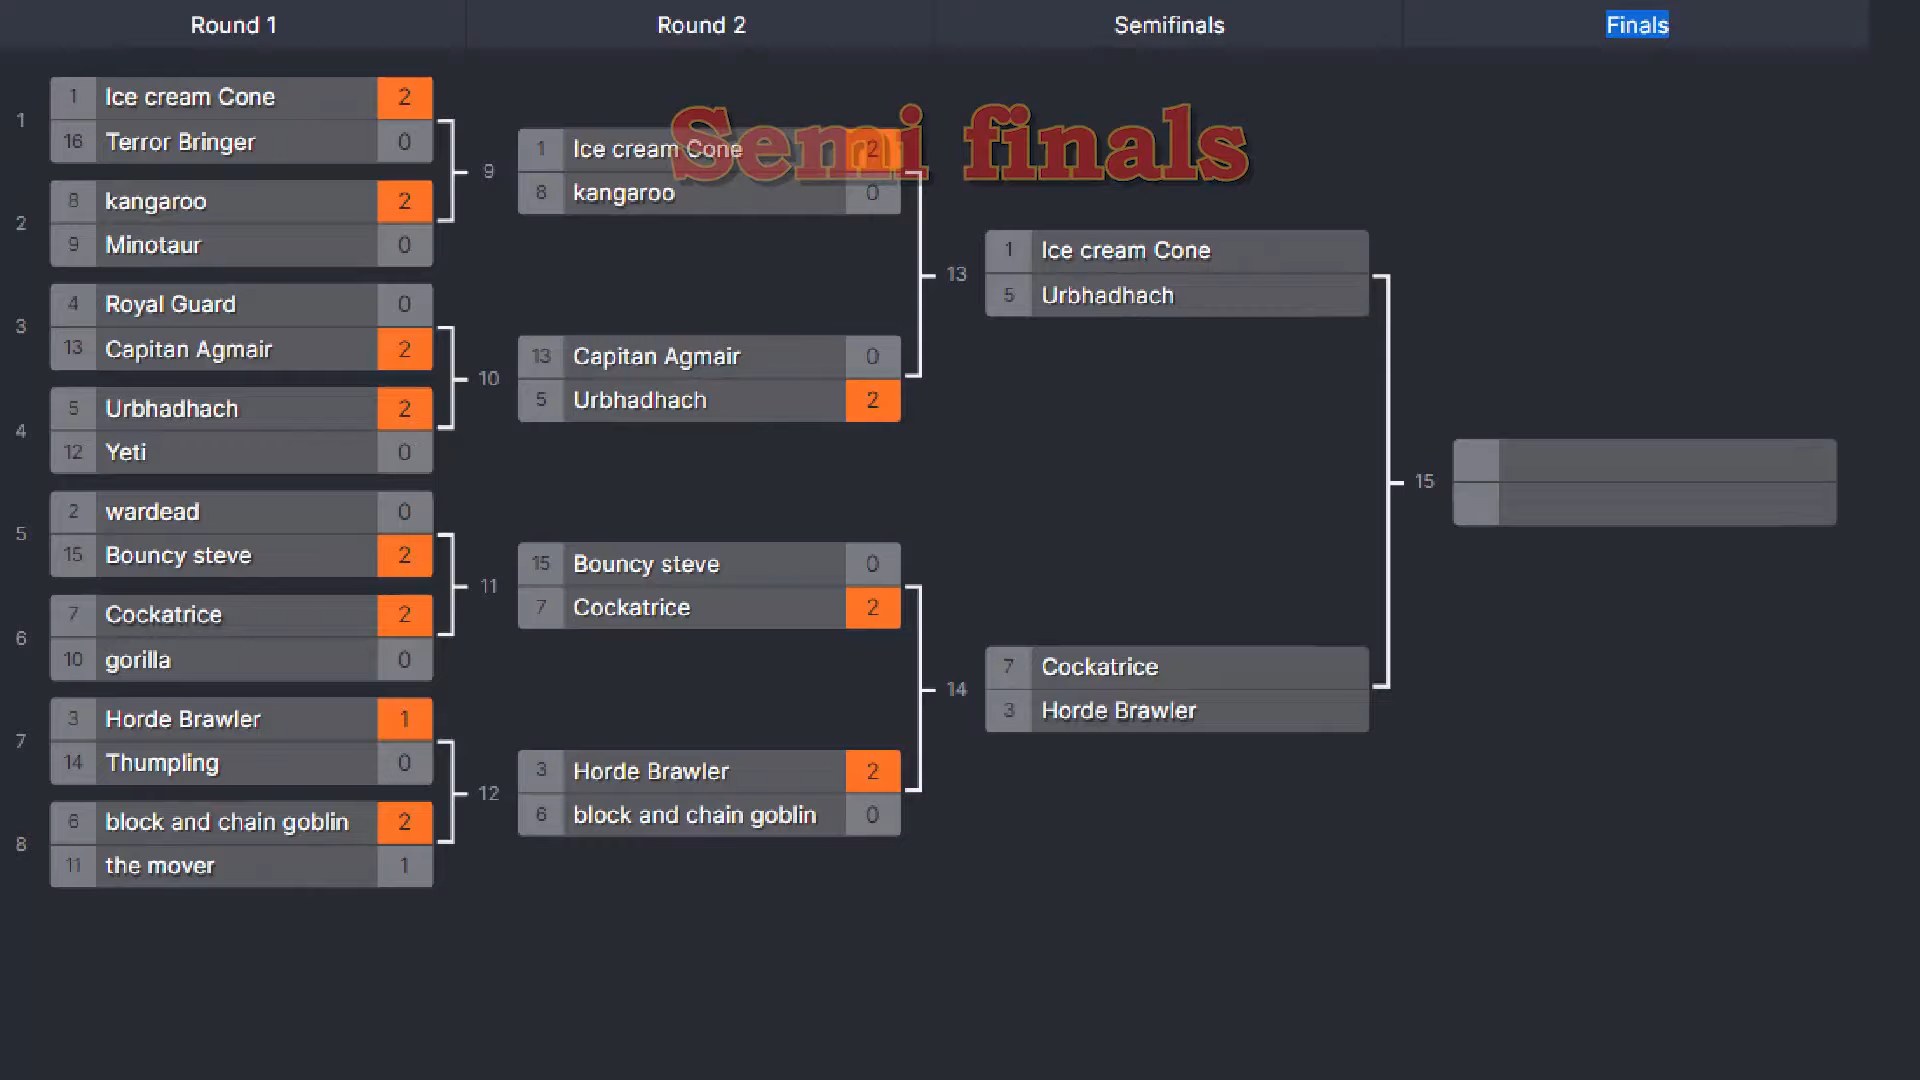 Round 1
Round 2
Semifinals
Finals
Semi finals
1
1 Ice cream Cone 2
16 Terror Bringer 0
2
8 kangaroo 2
9 Minotaur 0
3
4 Royal Guard 0
13 Capitan Agmair 2
4
5 Urbhadhach 2
12 Yeti 0
5
2 wardead 0
15 Bouncy steve 2
6
7 Cockatrice 2
10 gorilla 0
7
3 Horde Brawler 1
14 Thumpling 0
8
6 block and chain goblin 2
11 the mover 1
9
1 Ice cream Cone 2
8 kangaroo 0
10
13 Capitan Agmair 0
5 Urbhadhach 2
11
15 Bouncy steve 0
7 Cockatrice 2
12
3 Horde Brawler 2
6 block and chain goblin 0
13
1 Ice cream Cone
5 Urbhadhach
14
7 Cockatrice
3 Horde Brawler
15